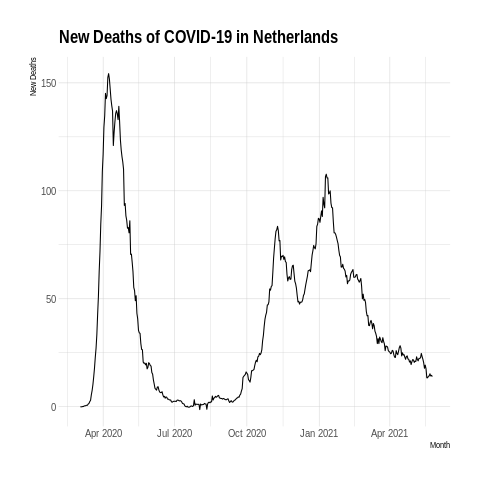 New Deaths of COVID-19 in Netherlands
New Deaths
150
100
50
0
Apr 2020 Jul 2020 Oct 2020 Jan 2021 Apr 2021
Month